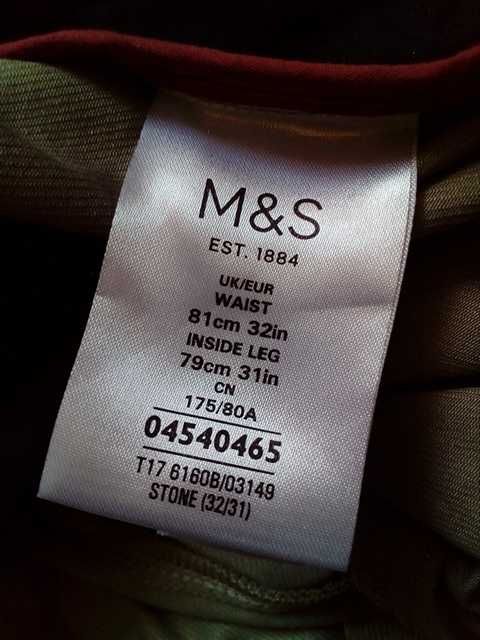 M&S
EST. 1884
UK/EUR
WAIST
81cm 32in
INSIDE LEG
79cm 31in
CN
175/80A
04540465
T17 6160B/03149
STONE (32/31)